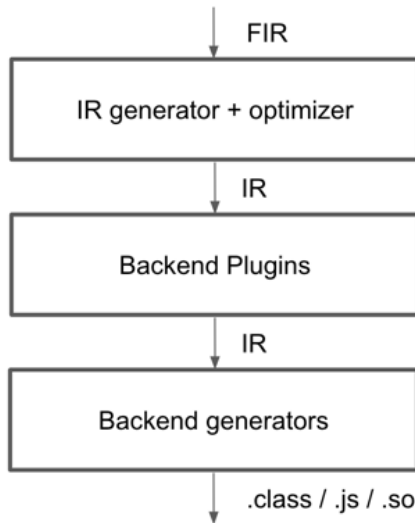 FIR
IR generator + optimizer
IR
Backend Plugins
IR
Backend generators
.class / .js / .so